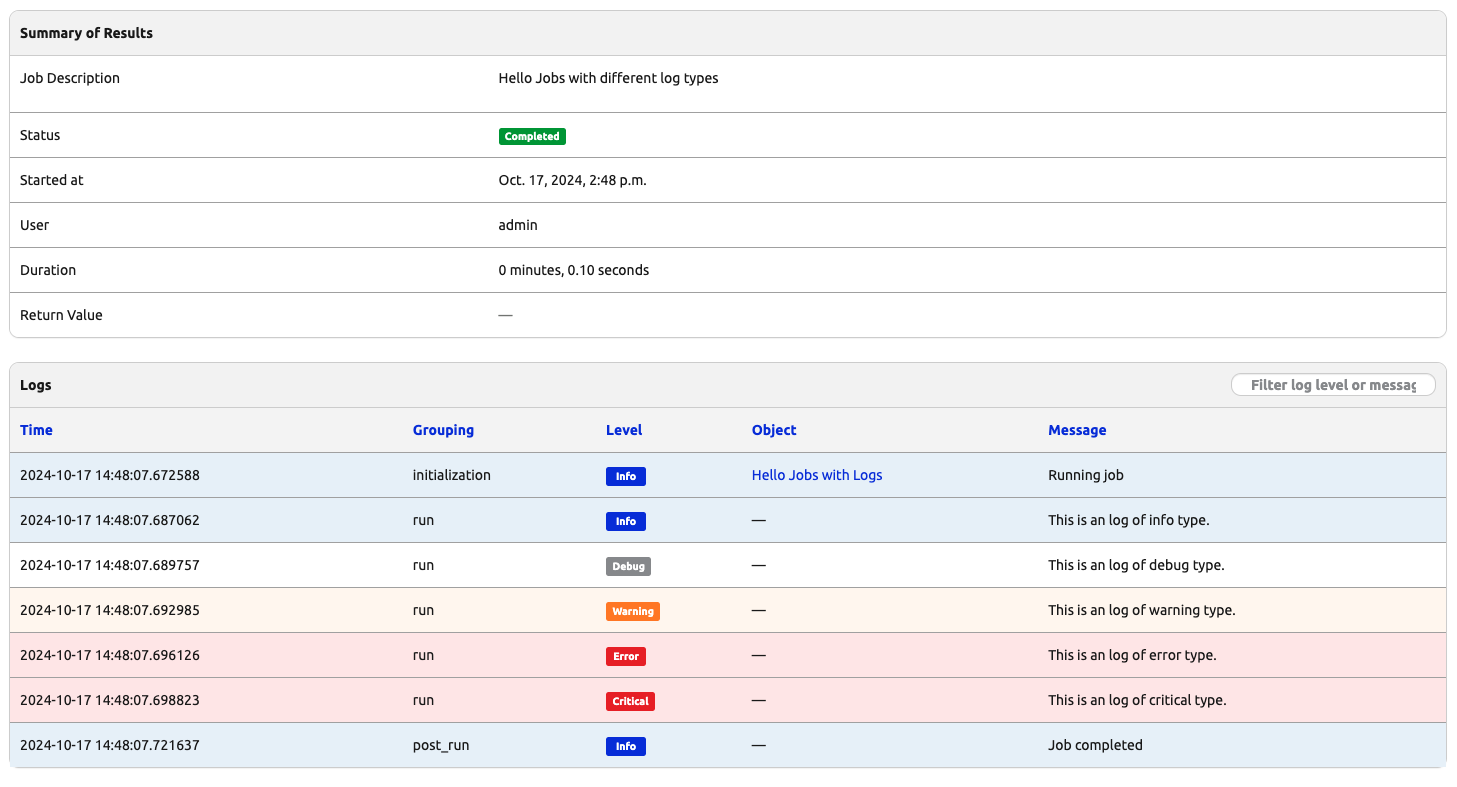 Summary of Results
Job Description Hello Jobs with different log types
Status Completed
Started at Oct. 17, 2024, 2:48 p.m.
User admin
Duration 0 minutes, 0.10 seconds
Return Value —
Logs Filter log level or messag
Time Grouping Level Object Message
2024-10-17 14:48:07.672588 initialization Info Hello Jobs with Logs Running job
2024-10-17 14:48:07.687062 run Info — This is an log of info type.
2024-10-17 14:48:07.689757 run Debug — This is an log of debug type.
2024-10-17 14:48:07.692985 run Warning — This is an log of warning type.
2024-10-17 14:48:07.696126 run Error — This is an log of error type.
2024-10-17 14:48:07.698823 run Critical — This is an log of critical type.
2024-10-17 14:48:07.721637 post_run Info — Job completed